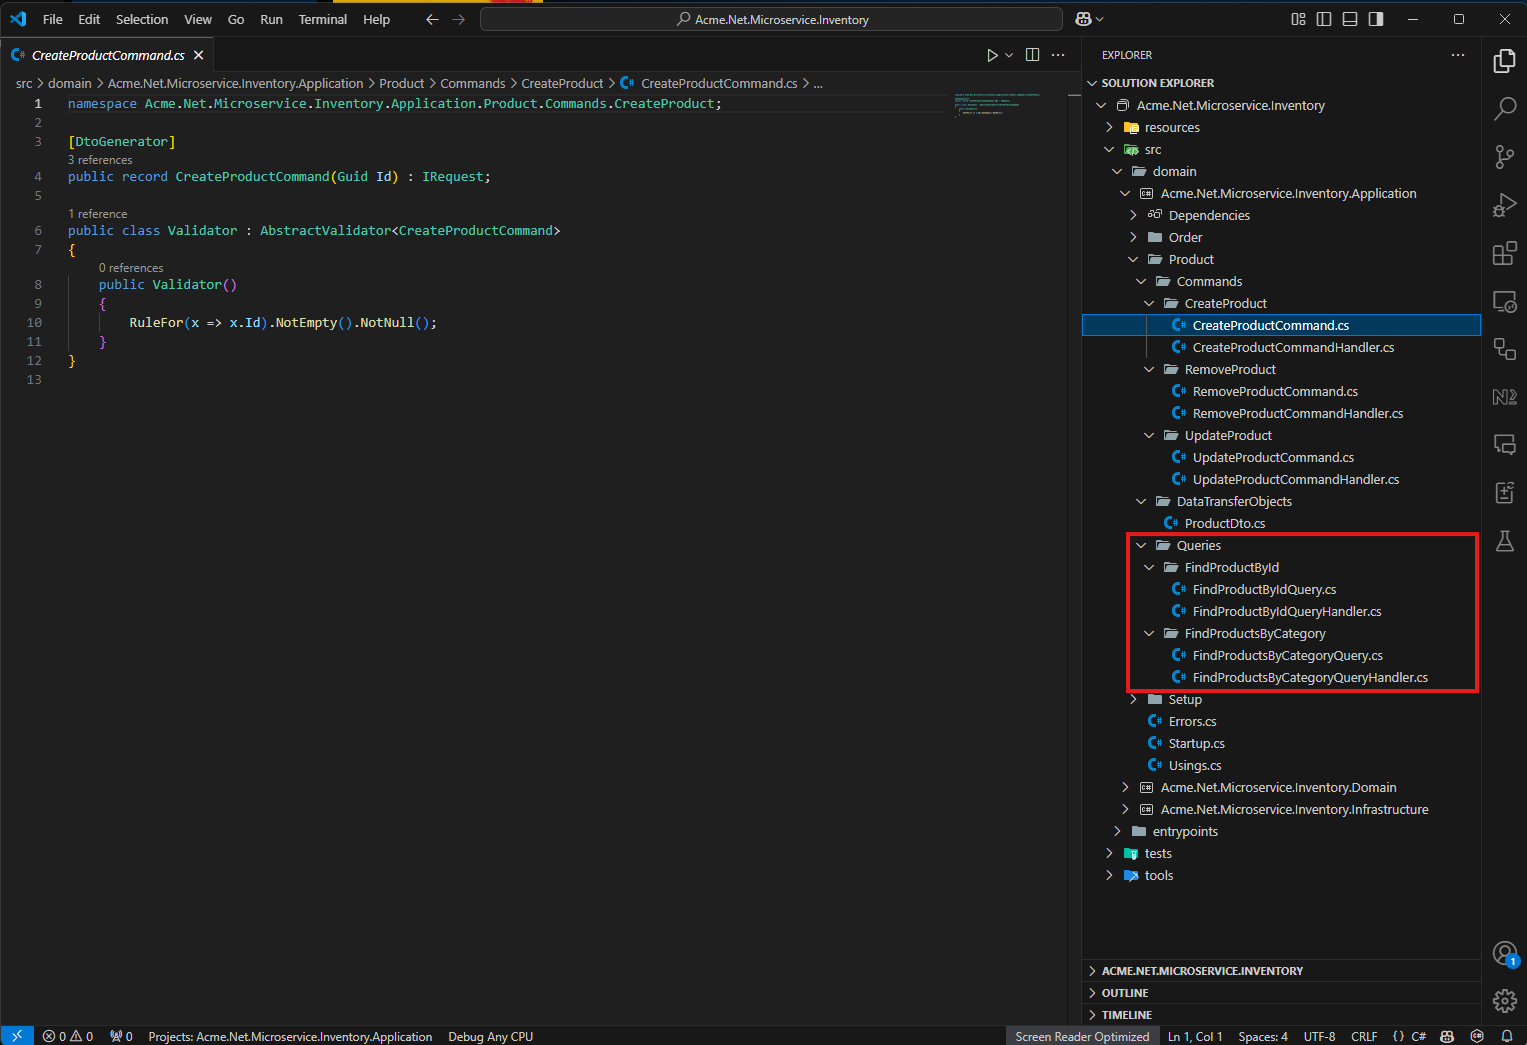 File Edit Selection View Go Run Terminal Help
Acme.Net.Microservice.Inventory
C# CreateProductCommand.cs
src > domain > Acme.Net.Microservice.Inventory.Application > Product > Commands > CreateProduct > C# CreateProductCommand.cs > ...
1 namespace Acme.Net.Microservice.Inventory.Application.Product.Commands.CreateProduct;
2
3 [DtoGenerator]
3 references
4 public record CreateProductCommand(Guid Id) : IRequest;
5
1 reference
6 public class Validator : AbstractValidator<CreateProductCommand>
7 {
0 references
8 public Validator()
9 {
10 RuleFor(x => x.Id).NotEmpty().NotNull();
11 }
12 }
13
EXPLORER
SOLUTION EXPLORER
Acme.Net.Microservice.Inventory
resources
src
domain
C# Acme.Net.Microservice.Inventory.Application
Dependencies
Order
Product
Commands
CreateProduct
C# CreateProductCommand.cs
C# CreateProductCommandHandler.cs
RemoveProduct
C# RemoveProductCommand.cs
C# RemoveProductCommandHandler.cs
UpdateProduct
C# UpdateProductCommand.cs
C# UpdateProductCommandHandler.cs
DataTransferObjects
C# ProductDto.cs
Queries
FindProductById
C# FindProductByIdQuery.cs
C# FindProductByIdQueryHandler.cs
FindProductsByCategory
C# FindProductsByCategoryQuery.cs
C# FindProductsByCategoryQueryHandler.cs
Setup
C# Errors.cs
C# Startup.cs
C# Usings.cs
C# Acme.Net.Microservice.Inventory.Domain
C# Acme.Net.Microservice.Inventory.Infrastructure
entrypoints
tests
tools
ACME.NET.MICROSERVICE.INVENTORY
OUTLINE
TIMELINE
1
0 0 0 Projects: Acme.Net.Microservice.Inventory.Application Debug Any CPU
Screen Reader Optimized Ln 1, Col 1 Spaces: 4 UTF-8 CRLF { } C#